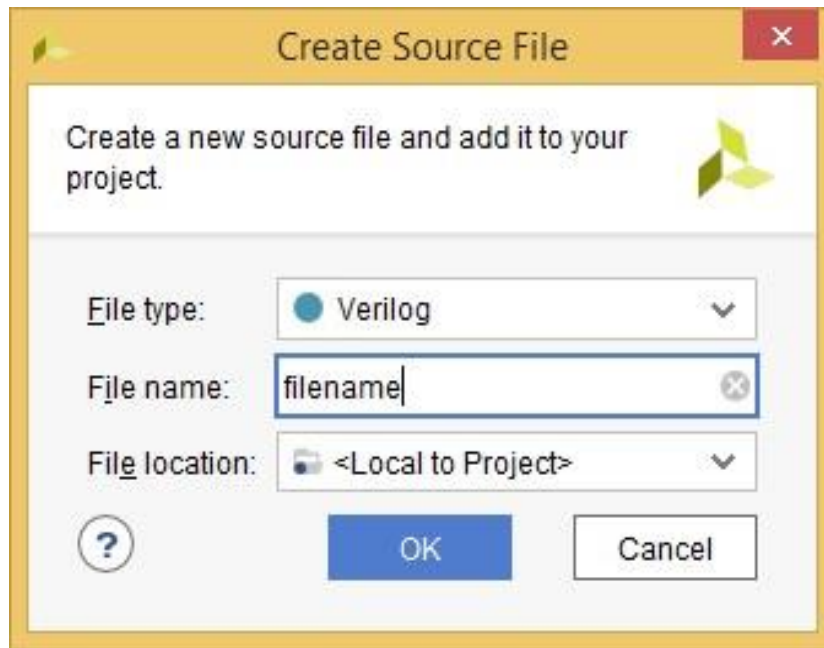 Create Source File
Create a new source file and add it to your
project.
File type: Verilog
File name: filename
File location: <Local to Project>
? OK Cancel